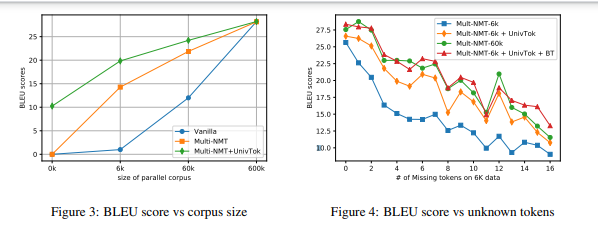 BLEU scores
25
20
15
10
5
0
0k
6k
60k
600k
size of parallel corpus
Vanilla
Multi-NMT
Multi-NMT+UnivTok
Figure 3: BLEU score vs corpus size
BLEU scores
27.5
25.0
22.5
20.0
17.5
15.0
12.5
10.0
0
2
4
6
8
10
12
14
16
# of Missing tokens on 6K data
Mult-NMT-6k
Mult-NMT-6k + UnivTok
Mult-NMT-60k
Mult-NMT-6k + UnivTok + BT
Figure 4: BLEU score vs unknown tokens